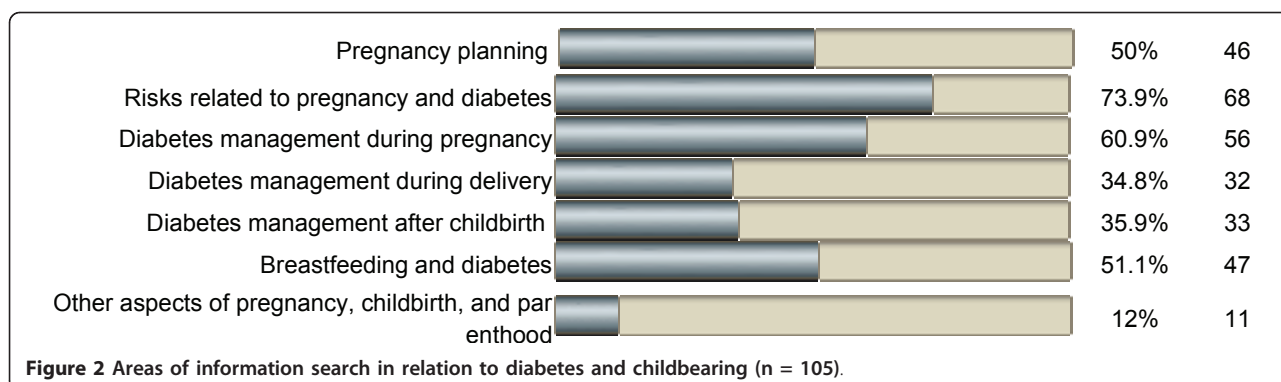 Pregnancy planning 50% 46
Risks related to pregnancy and diabetes 73.9% 68
Diabetes management during pregnancy 60.9% 56
Diabetes management during delivery 34.8% 32
Diabetes management after childbirth 35.9% 33
Breastfeeding and diabetes 51.1% 47
Other aspects of pregnancy, childbirth, and par
enthood 12% 11
Figure 2 Areas of information search in relation to diabetes and childbearing (n = 105).